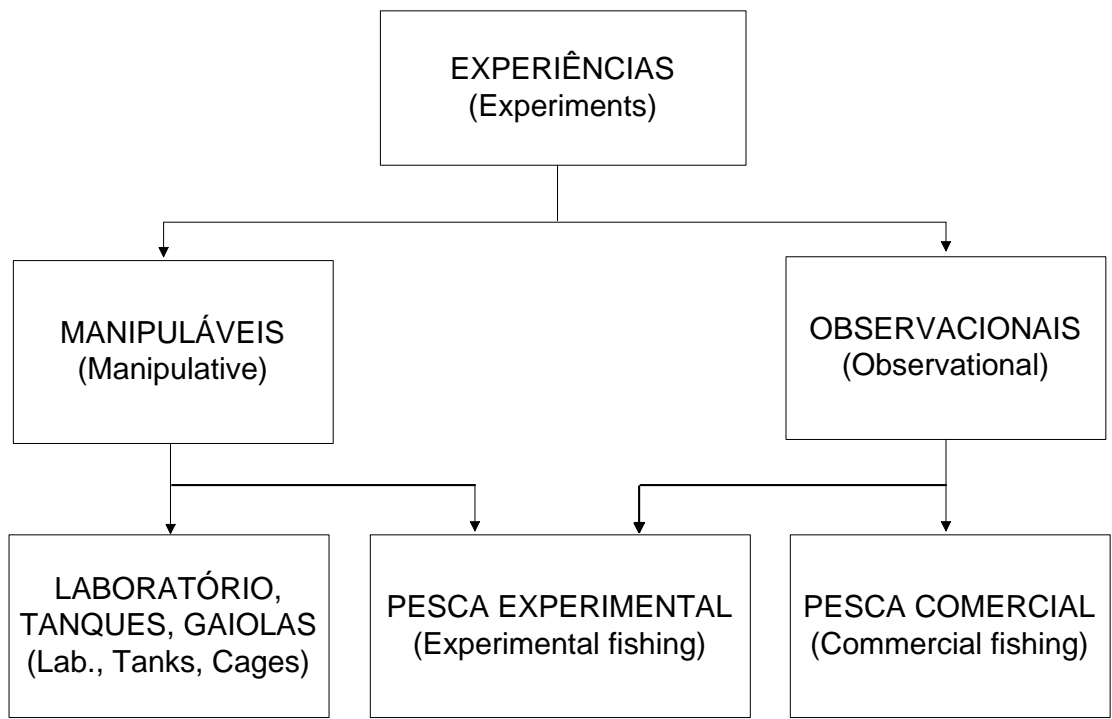 EXPERIÊNCIAS
(Experiments)
MANIPULÁVEIS
(Manipulative)
OBSERVACIONAIS
(Observational)
LABORATÓRIO,
TANQUES, GAIOLAS
(Lab., Tanks, Cages)
PESCA EXPERIMENTAL
(Experimental fishing)
PESCA COMERCIAL
(Commercial fishing)